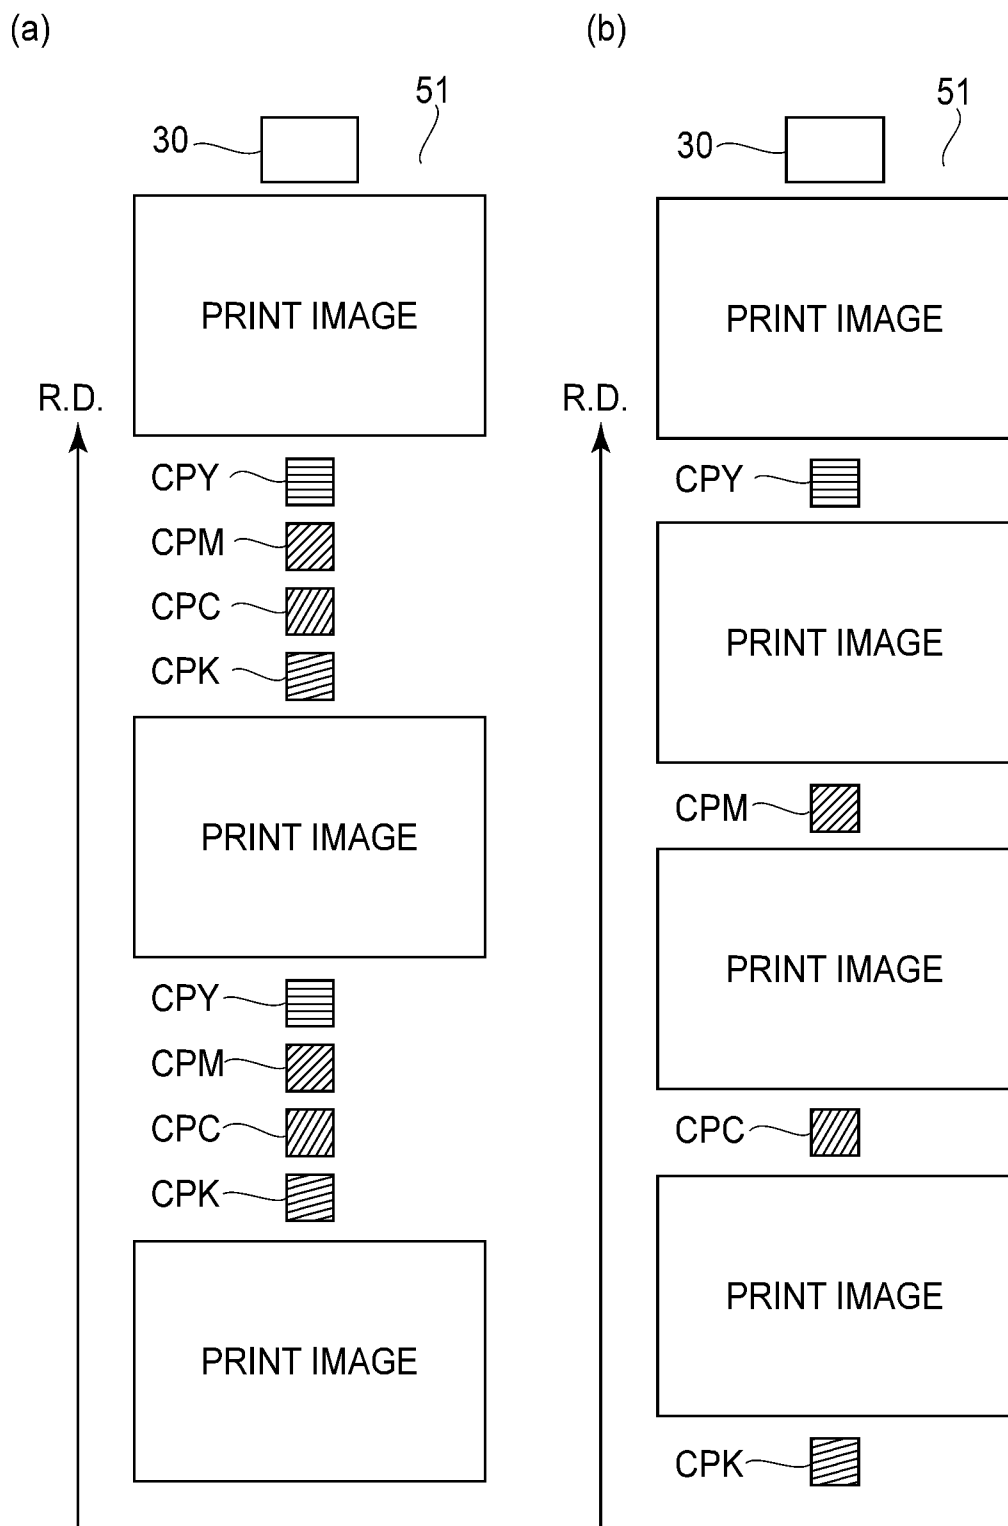 (a)
51
30
PRINT IMAGE
R.D.
CPY
CPM
CPC
CPK
PRINT IMAGE
CPY
CPM
CPC
CPK
PRINT IMAGE
(b)
51
30
PRINT IMAGE
R.D.
CPY
PRINT IMAGE
CPM
PRINT IMAGE
CPC
PRINT IMAGE
CPK